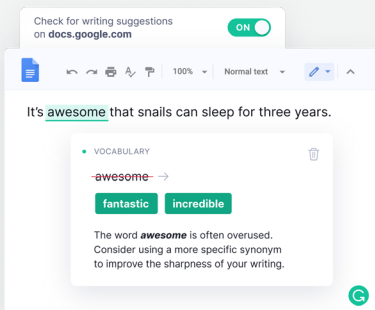 Check for writing suggestions
on docs.google.com
ON
100%
Normal text
It's awesome that snails can sleep for three years.
VOCABULARY
awesome
fantastic
incredible
The word awesome is often overused.
Consider using a more specific synonym
to improve the sharpness of your writing.